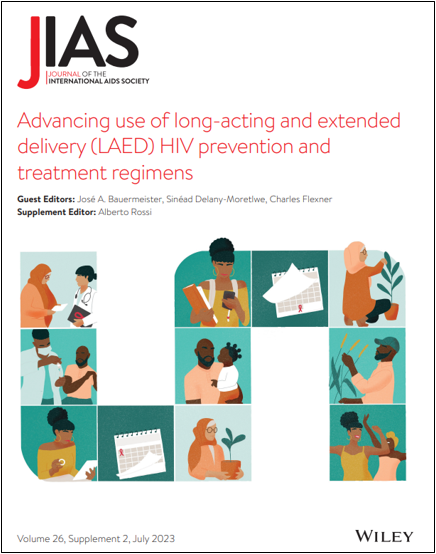 JIAS
JOURNAL OF THE
INTERNATIONAL AIDS SOCIETY
Advancing use of long-acting and extended
delivery (LAED) HIV prevention and
treatment regimens
Guest Editors: José A. Bauermeister, Sinéad Delany-Moretlwe, Charles Flexner
Supplement Editor: Alberto Rossi
Volume 26, Supplement 2, July 2023
WILEY